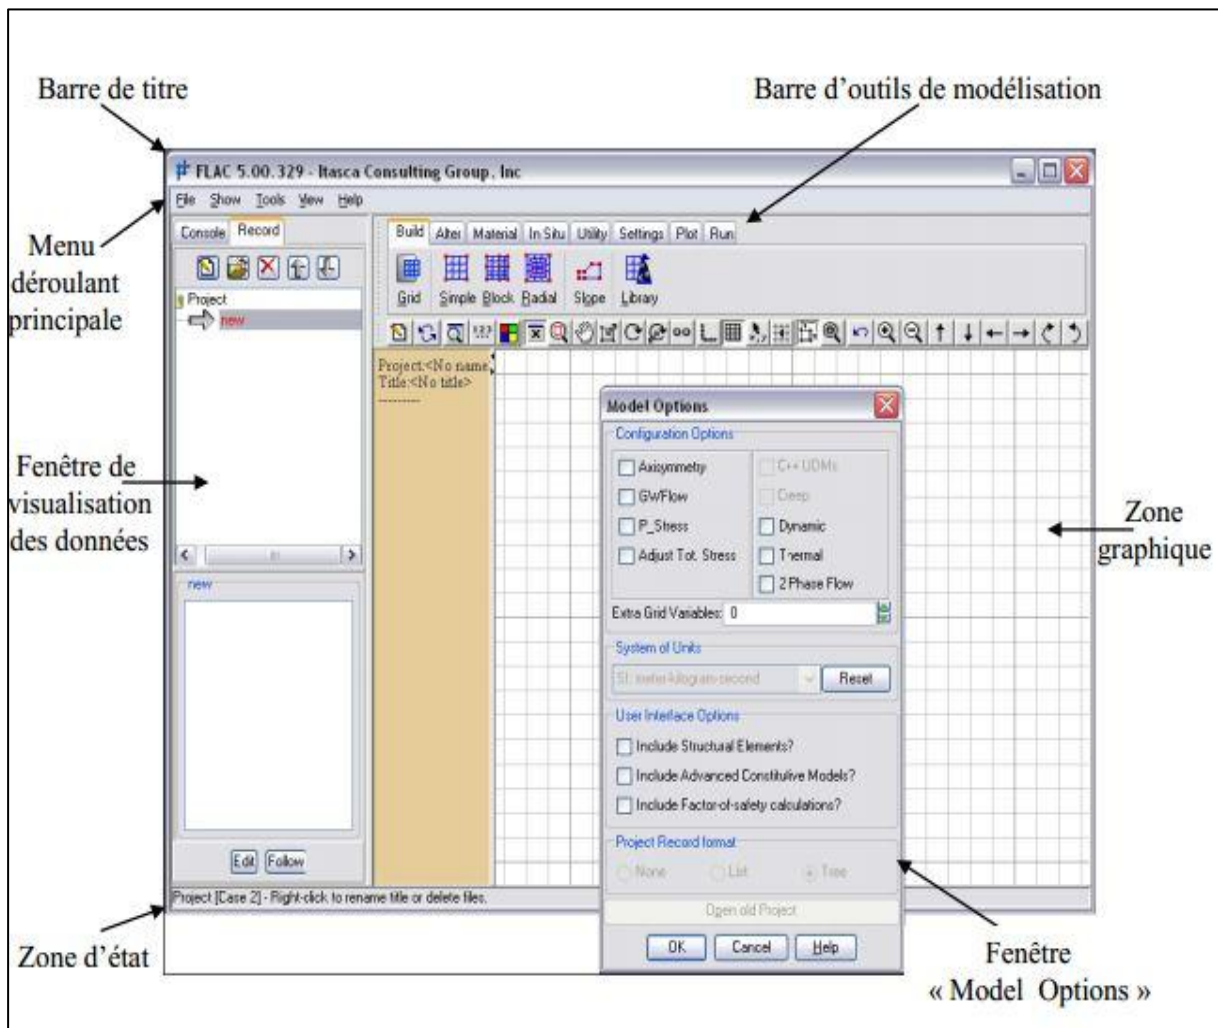 Barre de titre
Barre d'outils de modélisation
FLAC 5.00.329 - Itasca Consulting Group, Inc
File Show Tools View Help
Menu
déroulant
principale
Console Record
Build Alter Material In Situ Utility Settings Plot Run
Grid Simple Block Radial Slope Library
Project
new
Project:<No name
Title:<No title>
----------
Fenêtre de
visualisation
des données
Zone
graphique
Model Options
Configuration Options
Axisymmetry
C++ UDMs
GWFlow
Creep
P_Stress
Dynamic
Adjust Tot. Stress
Thermal
2 Phase Flow
Extra Grid Variables: 0
System of Units
SI: meter-kilogram-second
Reset
User Interface Options
Include Structural Elements?
Include Advanced Constitutive Models?
Include Factor-of-safety calculations?
Project Record format
None List Tree
Open old Project
OK Cancel Help
new
Edit Follow
Project [Case 2] - Right-click to rename title or delete files.
Zone d'état
Fenêtre
« Model Options »